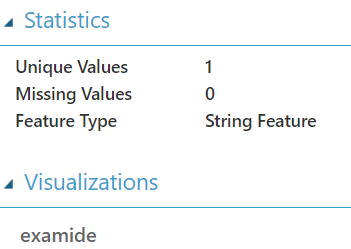 Statistics
Unique Values 1
Missing Values 0
Feature Type String Feature
Visualizations
examide